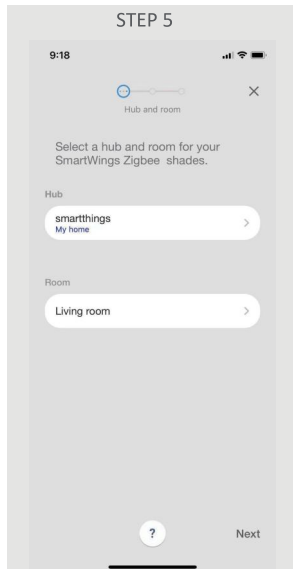 STEP 5
9:18
Hub and room
Select a hub and room for your
SmartWings Zigbee shades.
Hub
smartthings
My home
Room
Living room
?
Next